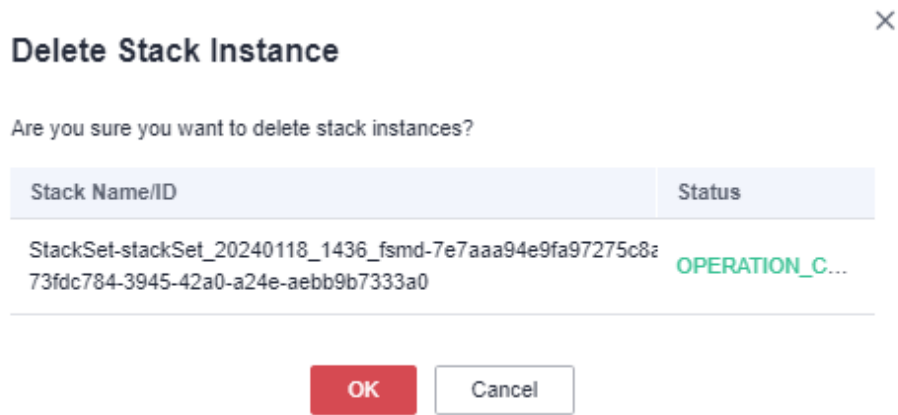 Delete Stack Instance
Are you sure you want to delete stack instances?
Stack Name/ID Status
StackSet-stackSet_20240118_1436_fsmd-7e7aaa94e9fa97275c8a
73fdc784-3945-42a0-a24e-aebb9b7333a0
OPERATION_C...
OK Cancel